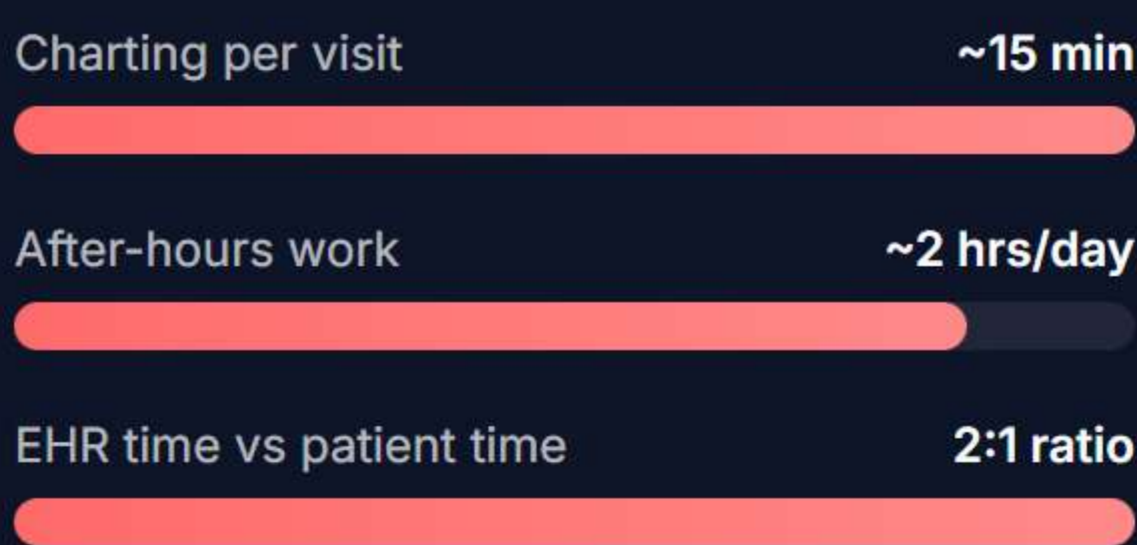 Charting per visit ~15 min
After-hours work ~2 hrs/day
EHR time vs patient time 2:1 ratio